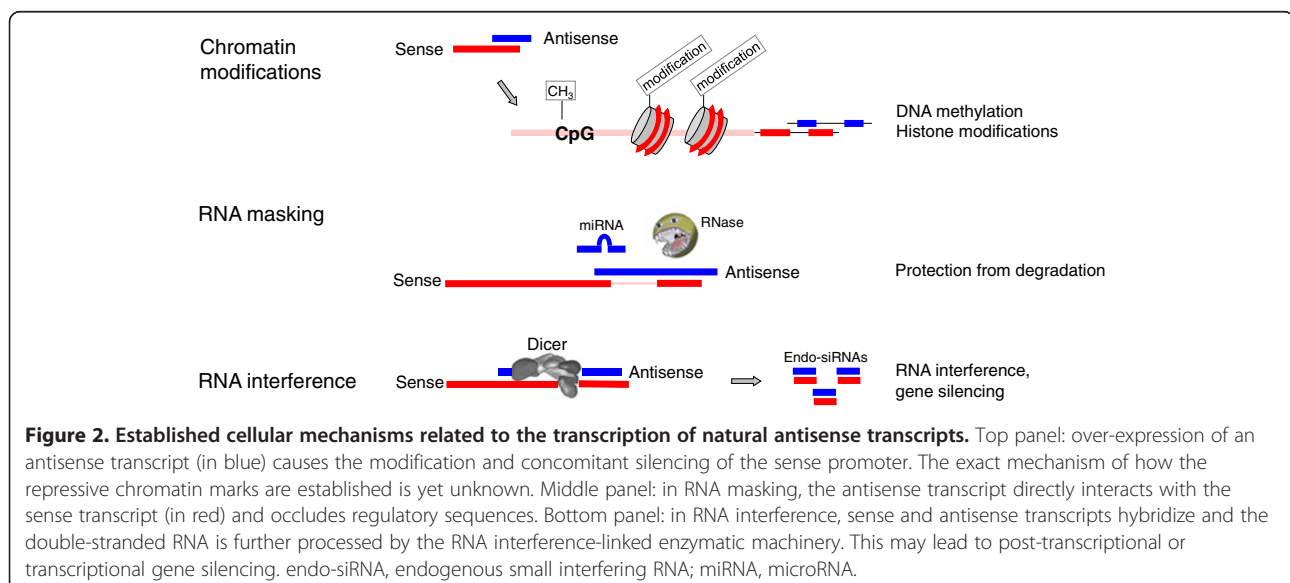 Chromatin
modifications
Sense
Antisense
modification
modification
CH3
CpG
DNA methylation
Histone modifications
RNA masking
miRNA
RNase
Sense
Antisense
Protection from degradation
RNA interference
Dicer
Sense
Antisense
Endo-siRNAs
RNA interference,
gene silencing
Figure 2. Established cellular mechanisms related to the transcription of natural antisense transcripts. Top panel: over-expression of an
antisense transcript (in blue) causes the modification and concomitant silencing of the sense promoter. The exact mechanism of how the
repressive chromatin marks are established is yet unknown. Middle panel: in RNA masking, the antisense transcript directly interacts with the
sense transcript (in red) and occludes regulatory sequences. Bottom panel: in RNA interference, sense and antisense transcripts hybridize and the
double-stranded RNA is further processed by the RNA interference-linked enzymatic machinery. This may lead to post-transcriptional or
transcriptional gene silencing. endo-siRNA, endogenous small interfering RNA; miRNA, microRNA.